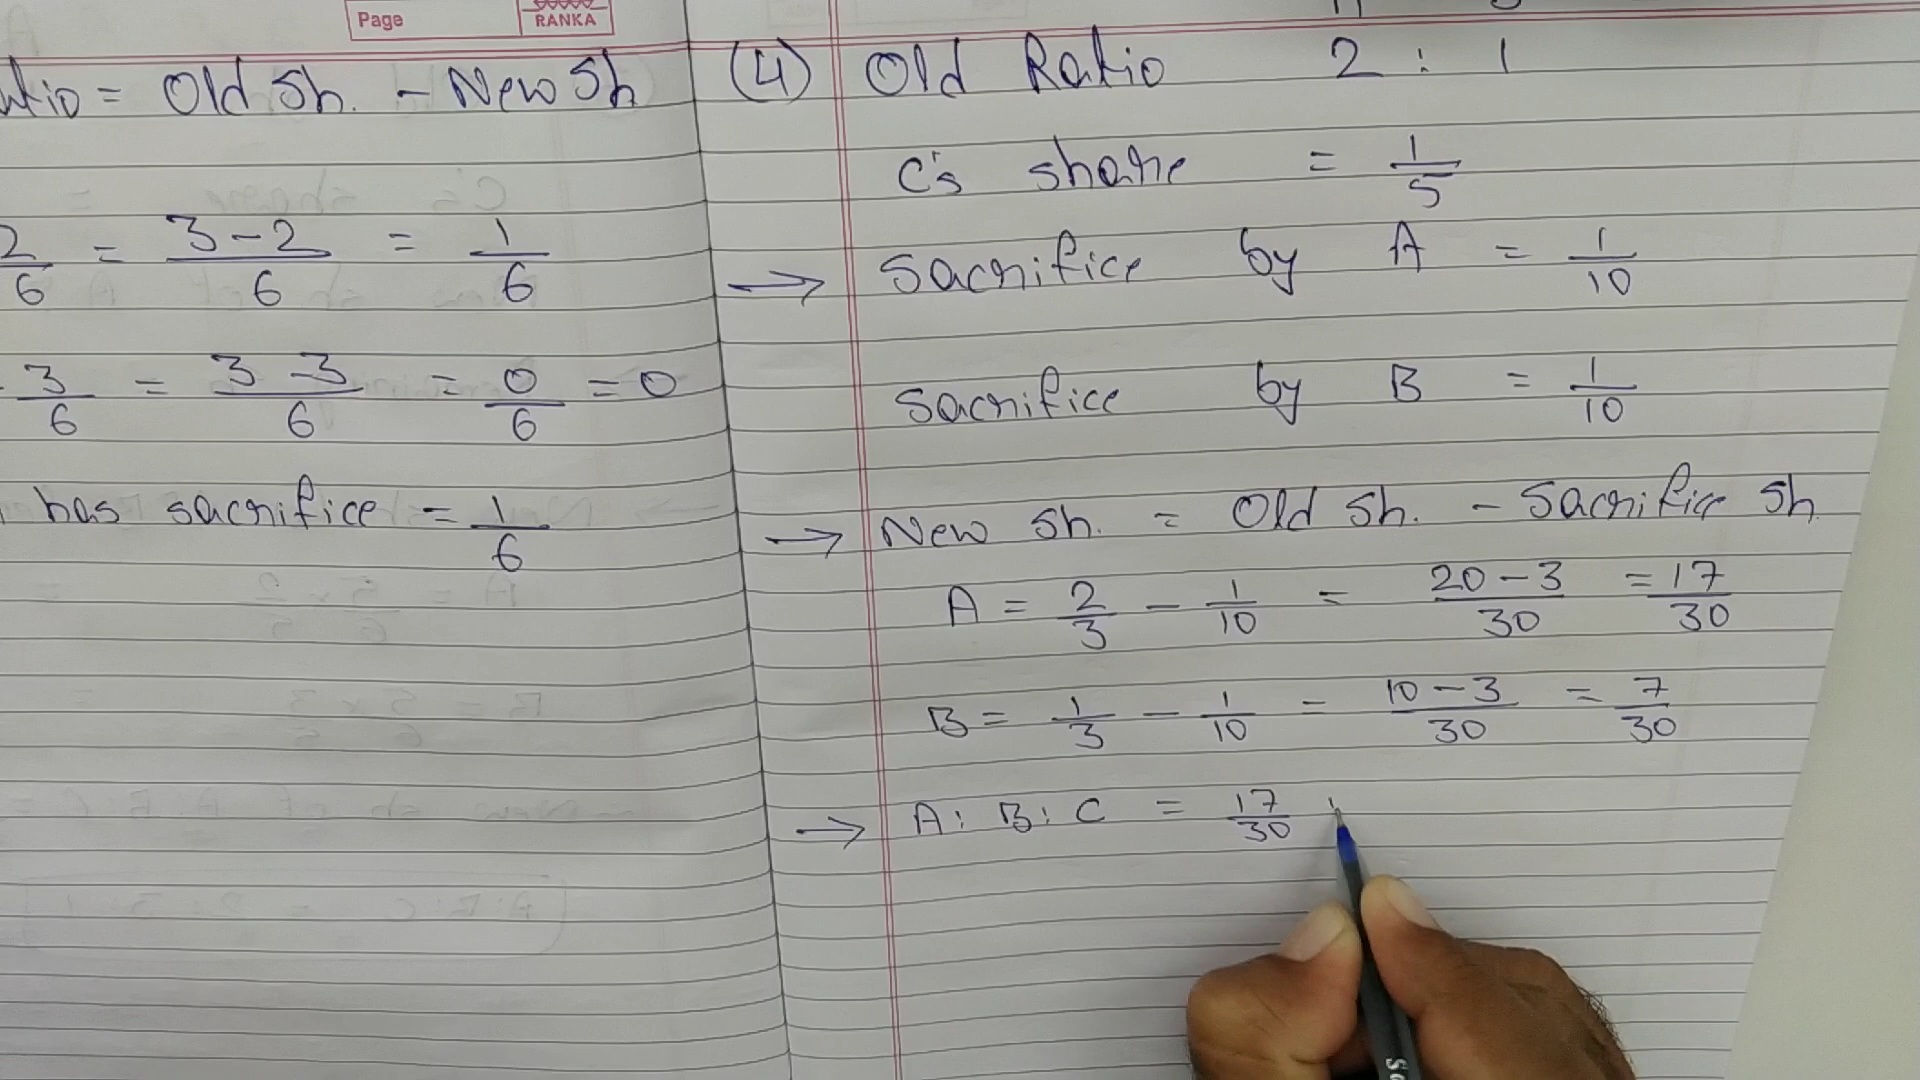 Page
RANKA
= Old Sh. - New Sh
2/6 = 3-2/6 = 1/6
3/6 = 3-3/6 = 0/6 = 0
has sacrifice = 1/6
(4) Old Ratio 2 : 1
C's share = 1/5
→ Sacrifice by A = 1/10
Sacrifice by B = 1/10
→ New Sh. = Old Sh. - Sacrifice Sh
A = 2/3 - 1/10 = 20-3/30 = 17/30
B = 1/3 - 1/10 = 10-3/30 = 7/30
→ A : B : C = 17/30